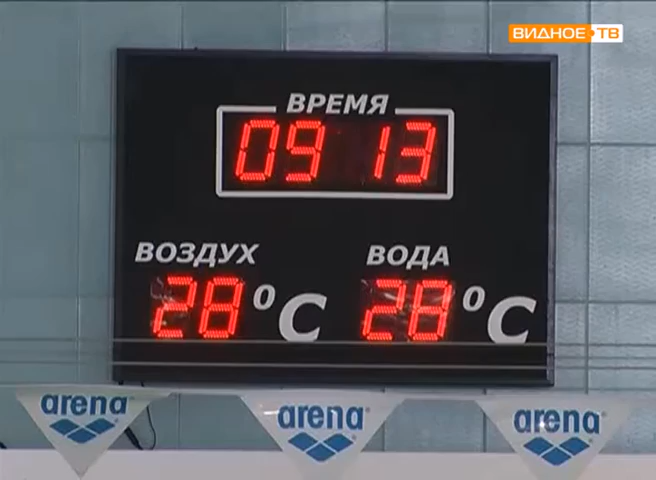 ВИДНОЕ ТВ
ВРЕМЯ
09 13
ВОЗДУХ ВОДА
28 °C 28 °C
arena arena arena